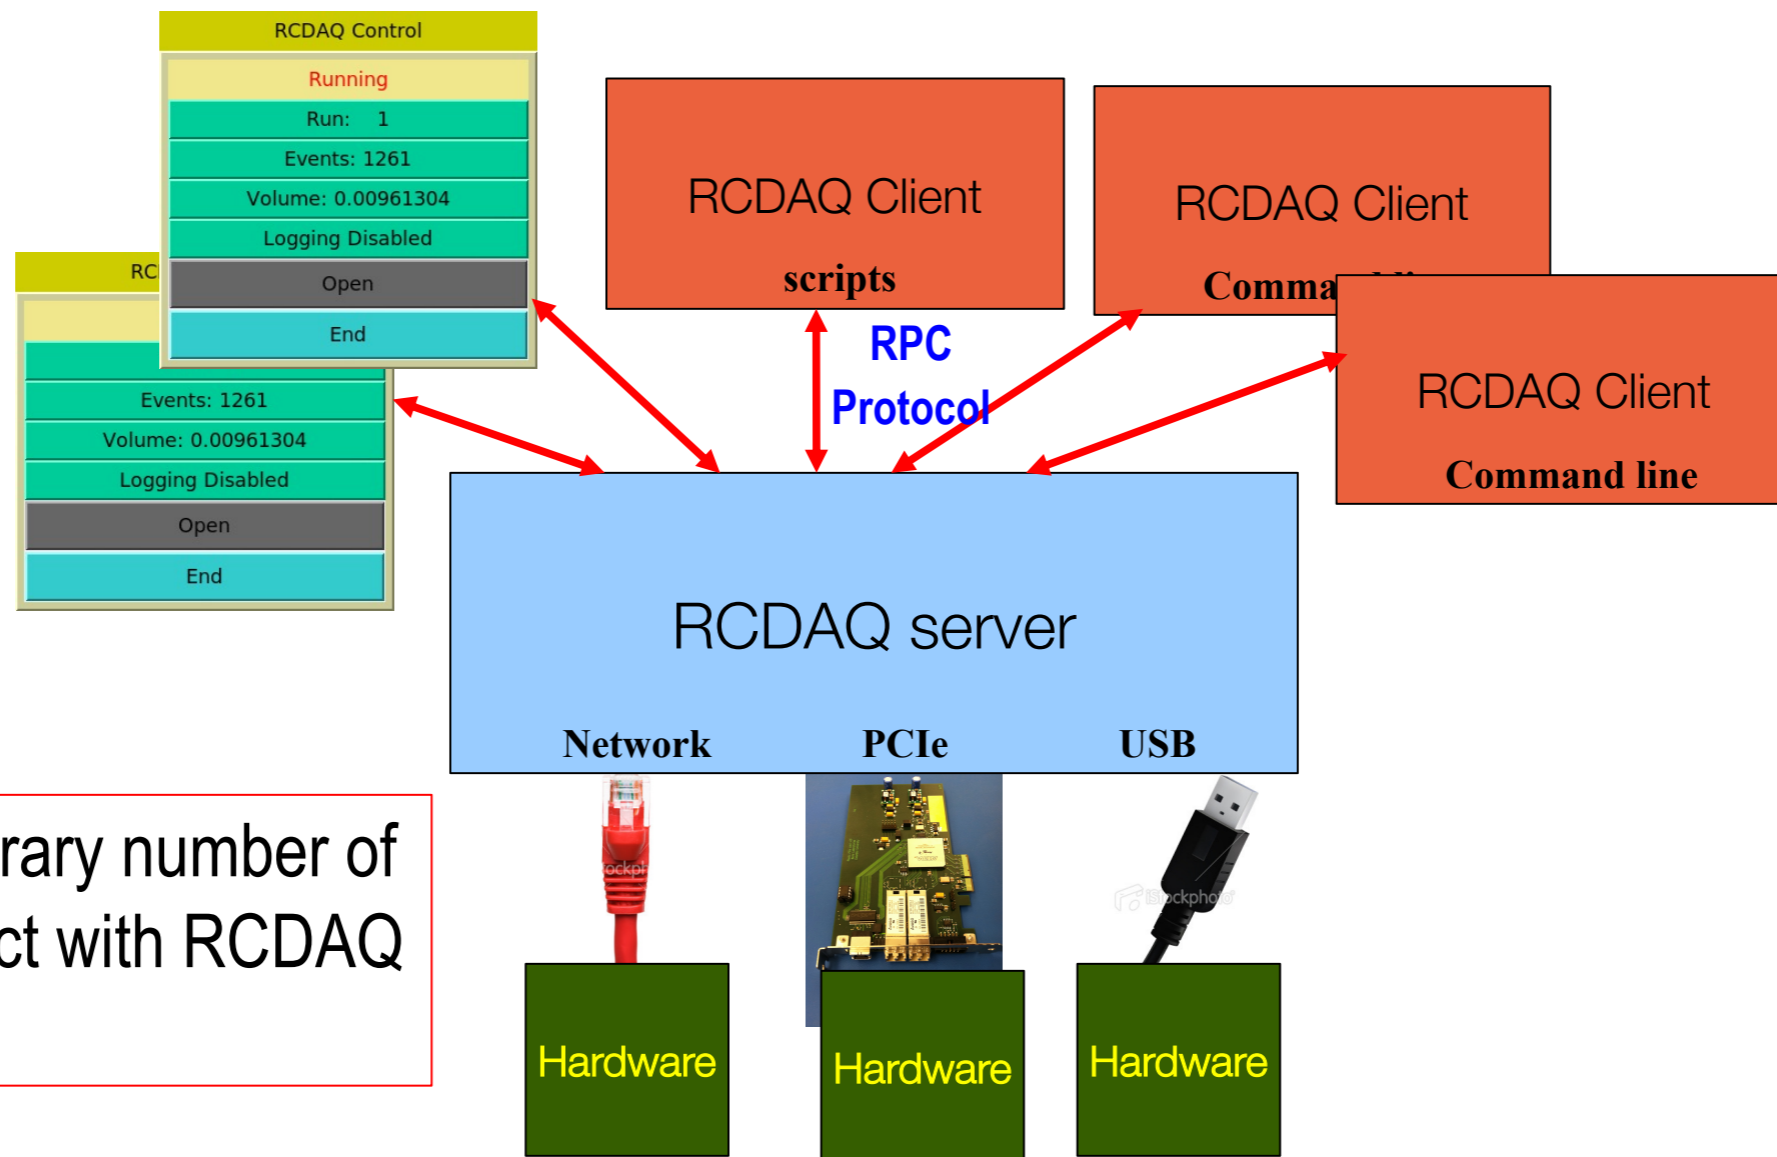 RCDAQ Control
Running
Run: 1
Events: 1261
Volume: 0.00961304
Logging Disabled
Open
End
RC
Events: 1261
Volume: 0.00961304
Logging Disabled
Open
End
RCDAQ Client
scripts
RCDAQ Client
Comma
RCDAQ Client
Command line
RPC
Protocol
RCDAQ server
Network PCIe USB
iStockphoto
rary number of
ct with RCDAQ
Hardware
Hardware
Hardware